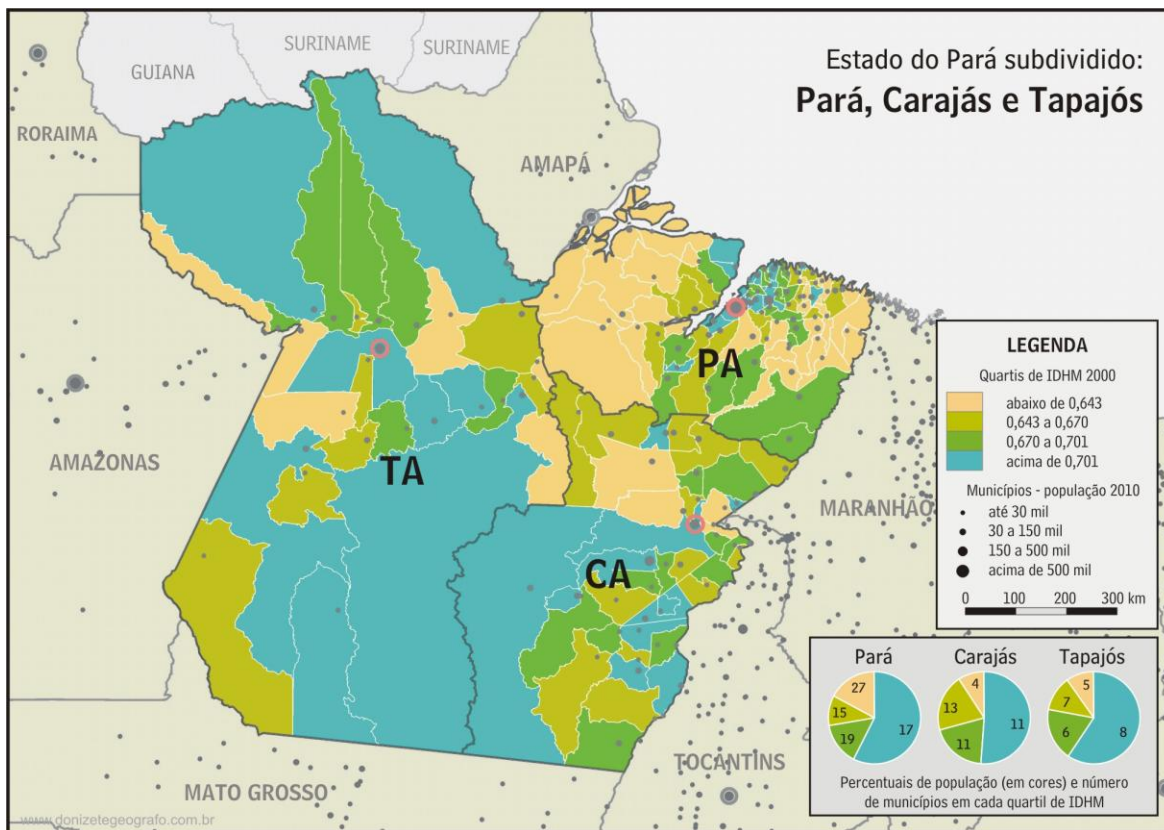 Estado do Pará subdividido:
Pará, Carajás e Tapajós
SURINAME
SURINAME
GUIANA
RORAIMA
AMAPÁ
PA
AMAZONAS
TA
MARANHÃO
CA
TOCANTÍNS
MATO GROSSO
www.donizetegeografo.com.br
LEGENDA
Quartis de IDHM 2000
abaixo de 0,643
0,643 a 0,670
0,670 a 0,701
acima de 0,701
Municípios - população 2010
até 30 mil
30 a 150 mil
150 a 500 mil
acima de 500 mil
0 100 200 300 km
Pará Carajás Tapajós
27 15 19 17
4 13 11 11
5 7 6 8
Percentuais de população (em cores) e número
de municípios em cada quartil de IDHM